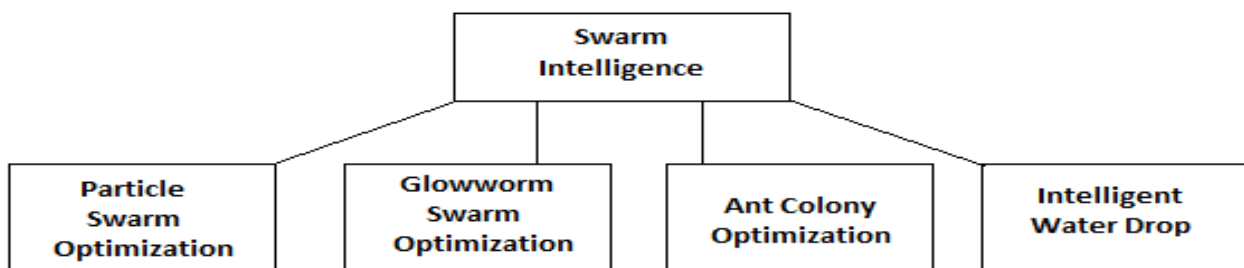 Swarm
Intelligence
Particle
Swarm
Optimization
Glowworm
Swarm
Optimization
Ant Colony
Optimization
Intelligent
Water Drop